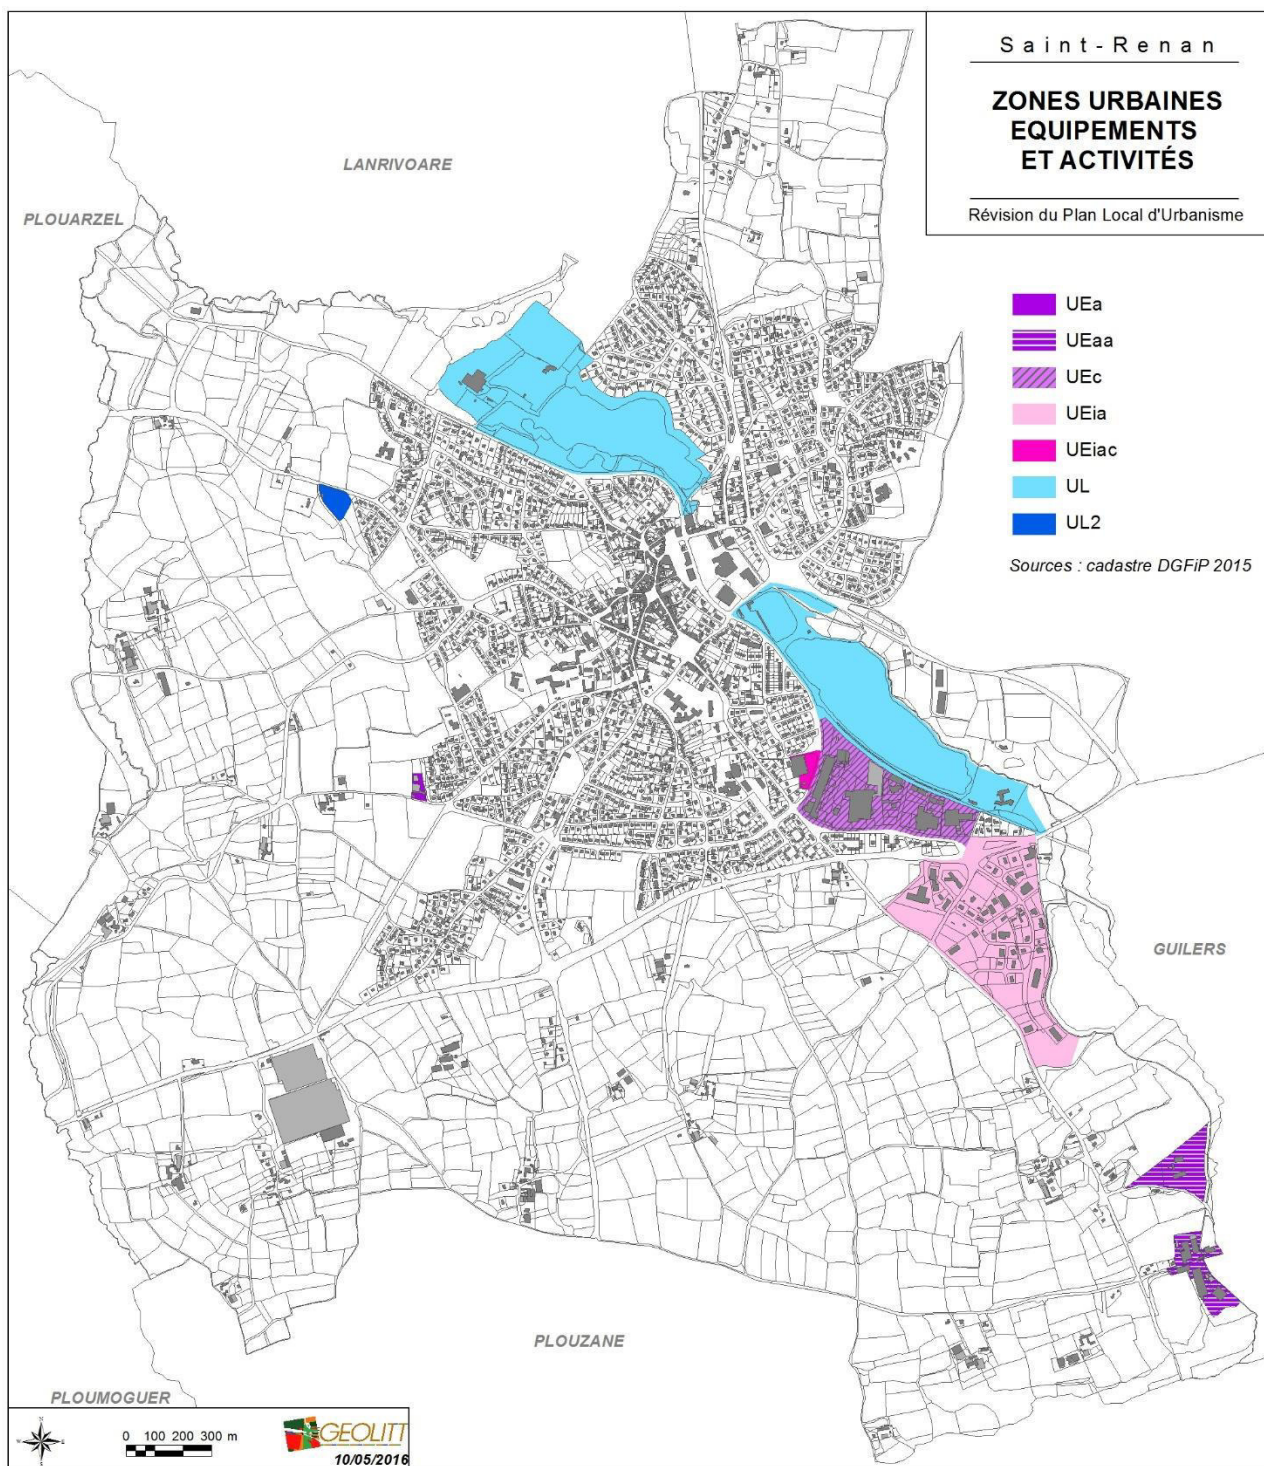 Saint-Renan
ZONES URBAINES
EQUIPEMENTS
ET ACTIVITÉS
Révision du Plan Local d'Urbanisme
LANRIVOARE
PLOUARZEL
UEa
UEaa
UEc
UEia
UEiac
UL
UL2
Sources : cadastre DGFiP 2015
GUILERS
PLOUZANE
PLOUMOGUER
0 100 200 300 m
GEOLITT
10/05/2016